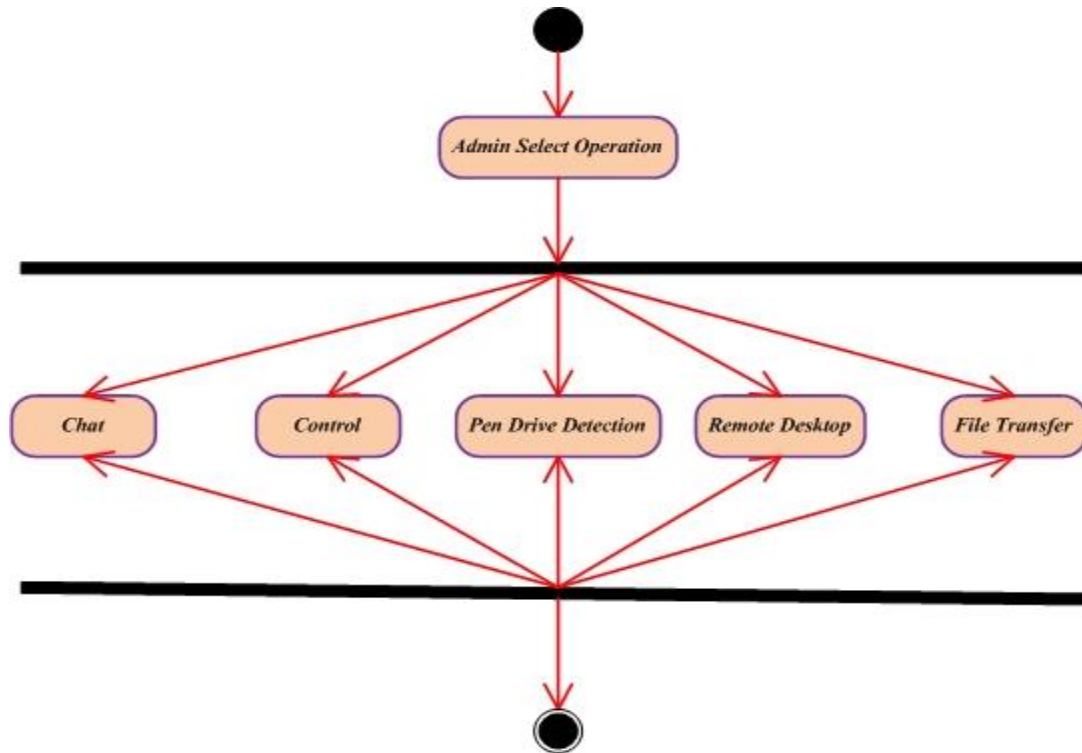 Admin Select Operation
Chat
Control
Pen Drive Detection
Remote Desktop
File Transfer